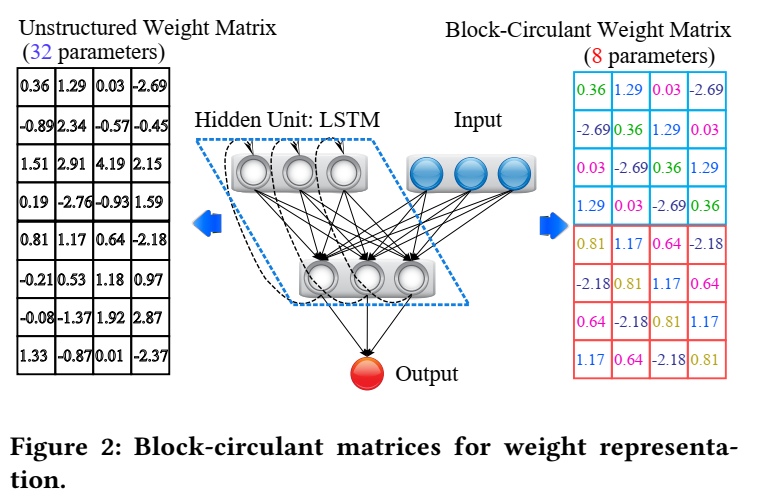 Unstructured Weight Matrix
(32 parameters)
0.36 1.29 0.03 -2.69
-0.89 2.34 -0.57 -0.45
1.51 2.91 4.19 2.15
0.19 -2.76 -0.93 1.59
0.81 1.17 0.64 -2.18
-0.21 0.53 1.18 0.97
-0.08 -1.37 1.92 2.87
1.33 -0.87 0.01 -2.37
Hidden Unit: LSTM
Input
Output
Block-Circulant Weight Matrix
(8 parameters)
0.36 1.29 0.03 -2.69
-2.69 0.36 1.29 0.03
0.03 -2.69 0.36 1.29
1.29 0.03 -2.69 0.36
0.81 1.17 0.64 -2.18
-2.18 0.81 1.17 0.64
0.64 -2.18 0.81 1.17
1.17 0.64 -2.18 0.81
Figure 2: Block-circulant matrices for weight representa-
tion.